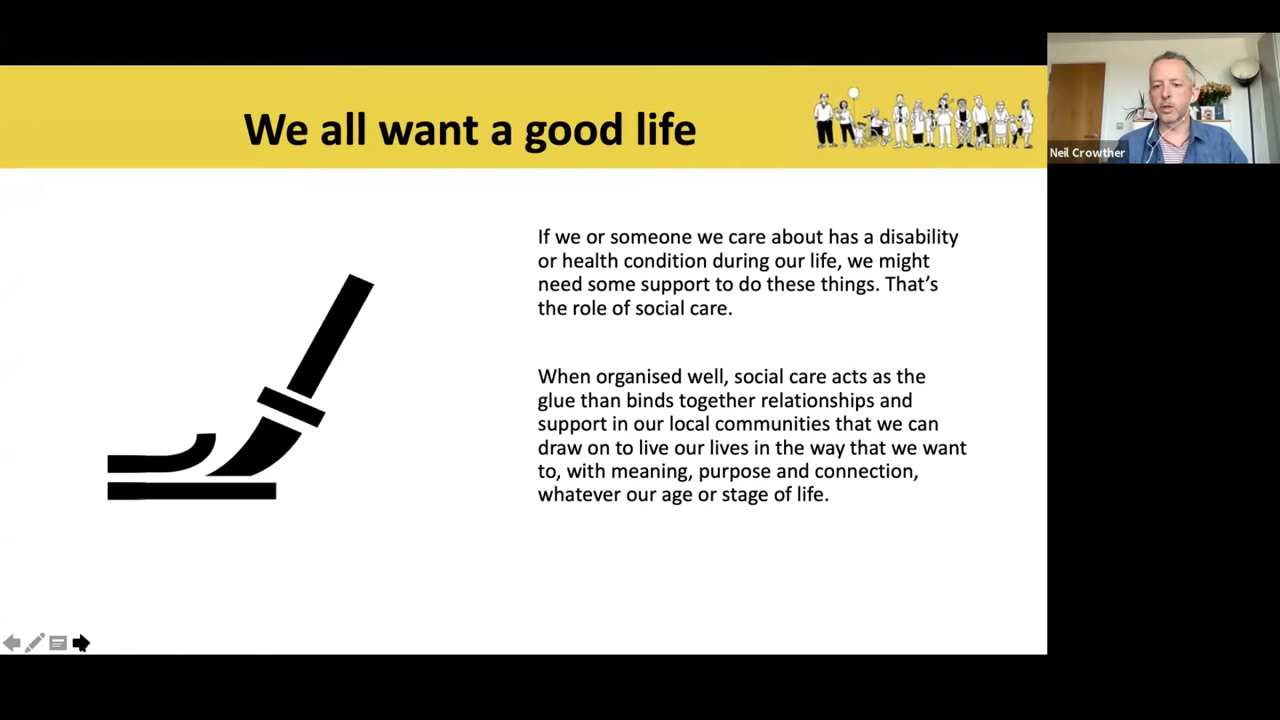 We all want a good life
Neil Crowther
If we or someone we care about has a disability
or health condition during our life, we might
need some support to do these things. That’s
the role of social care.
When organised well, social care acts as the
glue than binds together relationships and
support in our local communities that we can
draw on to live our lives in the way that we want
to, with meaning, purpose and connection,
whatever our age or stage of life.